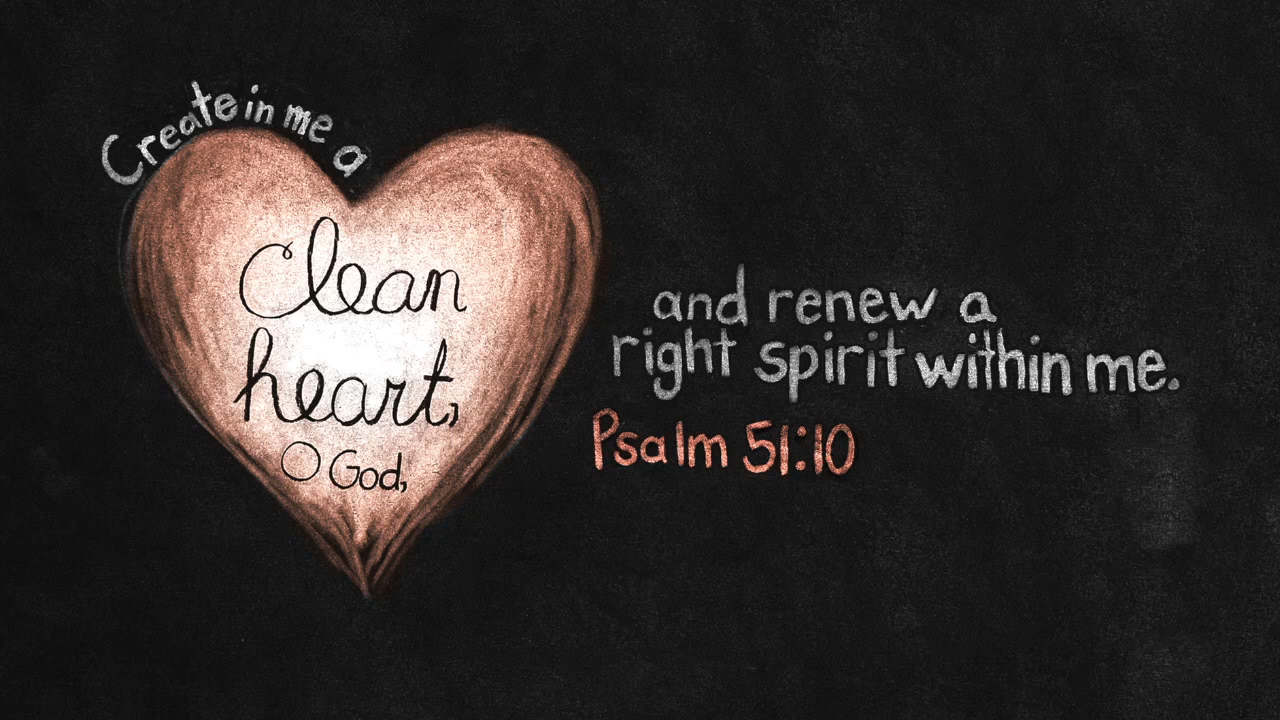 Create in me a
Clean
heart,
O God,
and renew a
right spirit within me.
Psalm 51:10